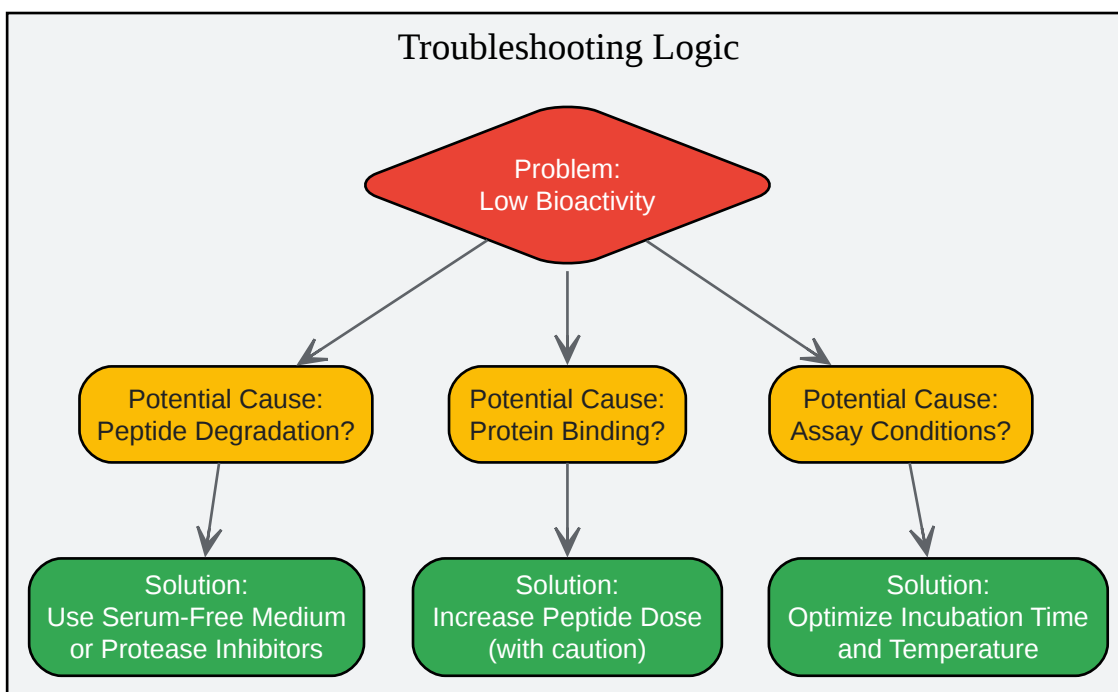 Troubleshooting Logic
Problem:
Low Bioactivity
Potential Cause:
Peptide Degradation?
Potential Cause:
Protein Binding?
Potential Cause:
Assay Conditions?
Solution:
Use Serum-Free Medium
or Protease Inhibitors
Solution:
Increase Peptide Dose
(with caution)
Solution:
Optimize Incubation Time
and Temperature